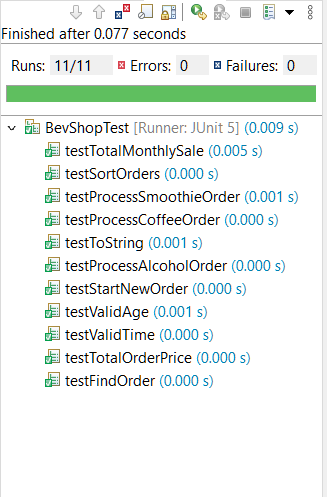 Finished after 0.077 seconds
Runs: 11/11 Errors: 0 Failures: 0
BevShopTest [Runner: JUnit 5] (0.009 s)
testTotalMonthlySale (0.005 s)
testSortOrders (0.000 s)
testProcessSmoothieOrder (0.001 s)
testProcessCoffeeOrder (0.000 s)
testToString (0.001 s)
testProcessAlcoholOrder (0.000 s)
testStartNewOrder (0.000 s)
testValidAge (0.001 s)
testValidTime (0.000 s)
testTotalOrderPrice (0.000 s)
testFindOrder (0.000 s)